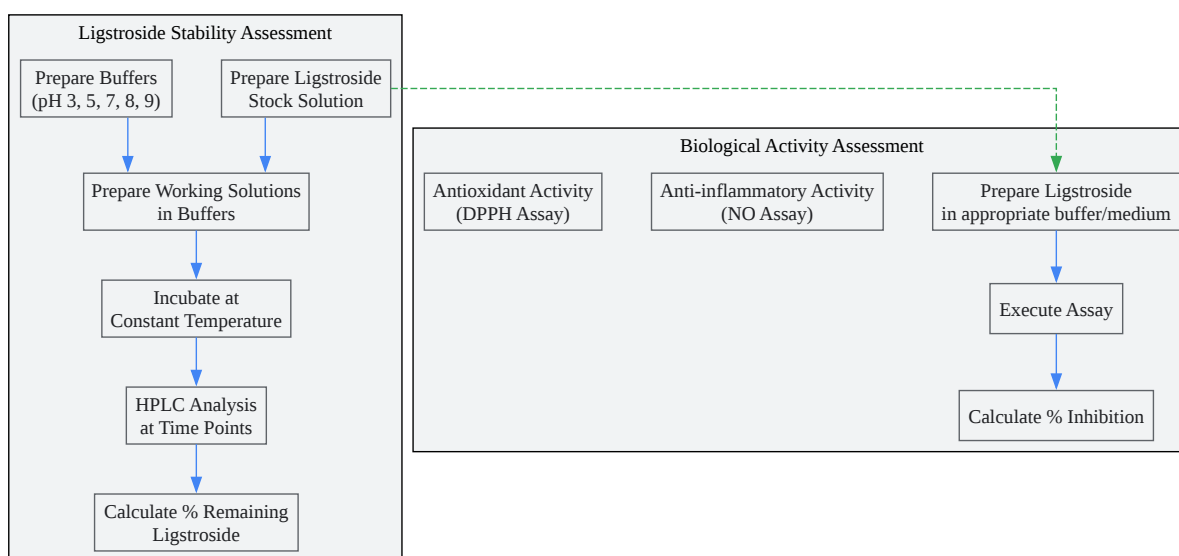 Ligstroside Stability Assessment
Prepare Buffers
(pH 3, 5, 7, 8, 9)
Prepare Ligstroside
Stock Solution
Prepare Working Solutions
in Buffers
Incubate at
Constant Temperature
HPLC Analysis
at Time Points
Calculate % Remaining
Ligstroside
Biological Activity Assessment
Antioxidant Activity
(DPPH Assay)
Anti-inflammatory Activity
(NO Assay)
Prepare Ligstroside
in appropriate buffer/medium
Execute Assay
Calculate % Inhibition